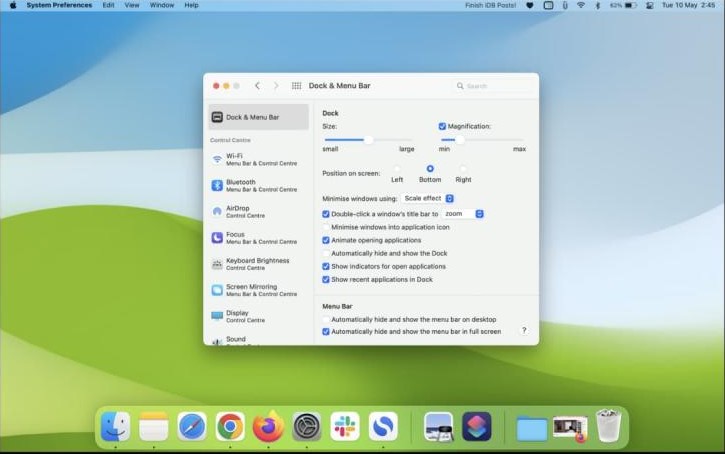 System Preferences Edit View Window Help Finish iDB Posts! 62% Tue 10 May 2:45
Dock & Menu Bar
Search
Dock & Menu Bar
Control Centre
Wi-Fi
Menu Bar & Control Centre
Bluetooth
Menu Bar & Control Centre
AirDrop
Control Centre
Focus
Menu Bar & Control Centre
Keyboard Brightness
Control Centre
Screen Mirroring
Menu Bar & Control Centre
Display
Control Centre
Sound
Dock
Size:
Magnification:
small large min max
Position on screen:
Left Bottom Right
Minimise windows using: Scale effect
Double-click a window's title bar to zoom
Minimise windows into application icon
Animate opening applications
Automatically hide and show the Dock
Show indicators for open applications
Show recent applications in Dock
Menu Bar
Automatically hide and show the menu bar on desktop
Automatically hide and show the menu bar in full screen
?